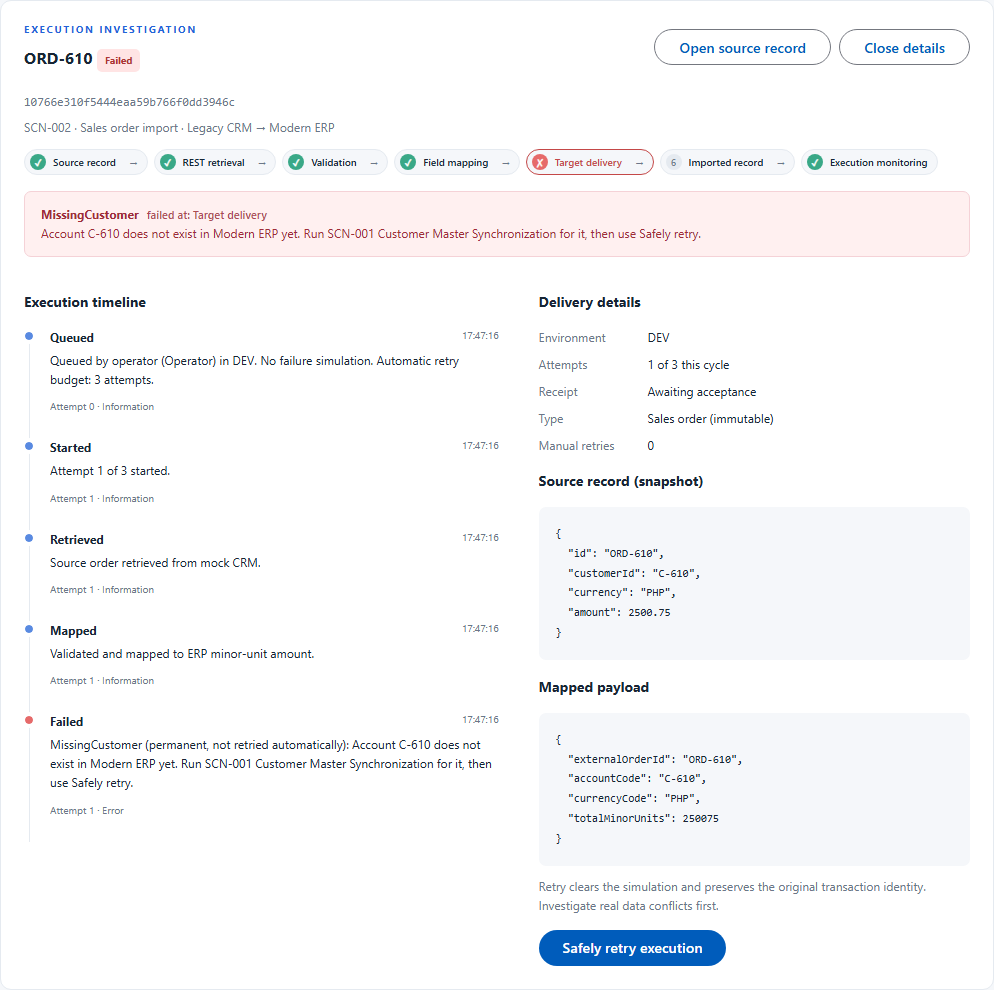 EXECUTION INVESTIGATION
ORD-610 Failed
Open source record
Close details
10766e310f5444eaa59b766f0dd3946c
SCN-002 · Sales order import · Legacy CRM → Modern ERP
Source record →
REST retrieval →
Validation →
Field mapping →
Target delivery →
6 Imported record →
Execution monitoring
MissingCustomer failed at: Target delivery
Account C-610 does not exist in Modern ERP yet. Run SCN-001 Customer Master Synchronization for it, then use Safely retry.
Execution timeline
Queued 17:47:16
Queued by operator (Operator) in DEV. No failure simulation. Automatic retry
budget: 3 attempts.
Attempt 0 · Information
Started 17:47:16
Attempt 1 of 3 started.
Attempt 1 · Information
Retrieved 17:47:16
Source order retrieved from mock CRM.
Attempt 1 · Information
Mapped 17:47:16
Validated and mapped to ERP minor-unit amount.
Attempt 1 · Information
Failed 17:47:16
MissingCustomer (permanent, not retried automatically): Account C-610 does not
exist in Modern ERP yet. Run SCN-001 Customer Master Synchronization for it, then
use Safely retry.
Attempt 1 · Error
Delivery details
Environment DEV
Attempts 1 of 3 this cycle
Receipt Awaiting acceptance
Type Sales order (immutable)
Manual retries 0
Source record (snapshot)
{
"id": "ORD-610",
"customerId": "C-610",
"currency": "PHP",
"amount": 2500.75
}
Mapped payload
{
"externalOrderId": "ORD-610",
"accountCode": "C-610",
"currencyCode": "PHP",
"totalMinorUnits": 250075
}
Retry clears the simulation and preserves the original transaction identity.
Investigate real data conflicts first.
Safely retry execution